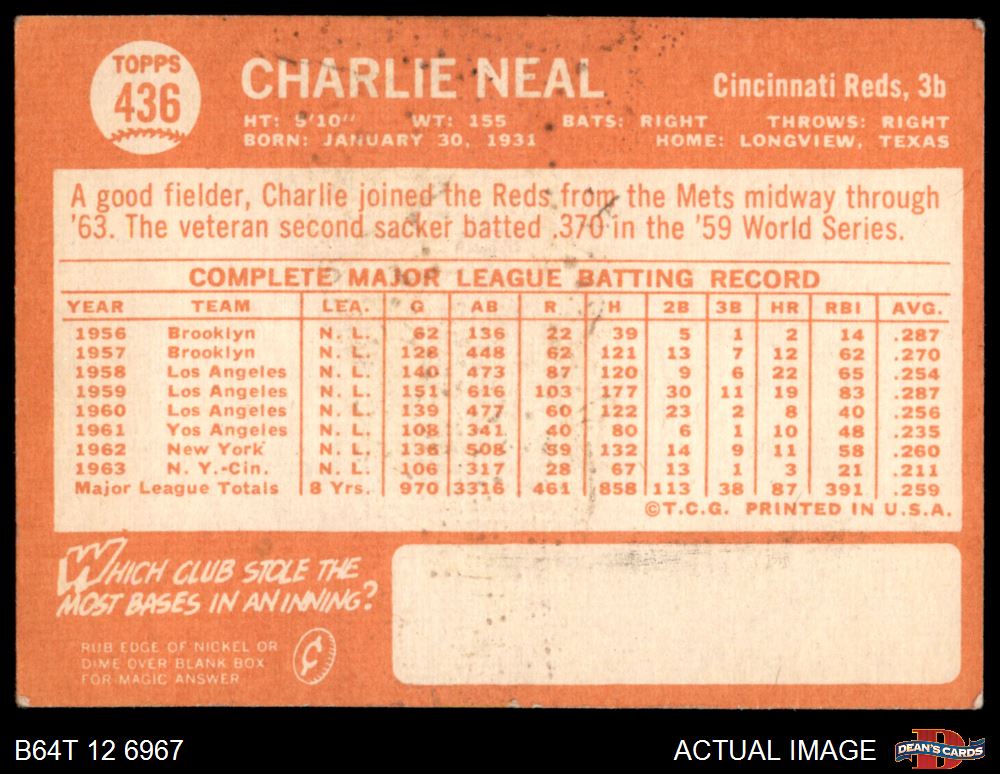 TOPPS
436
CHARLIE NEAL
Cincinnati Reds, 3b
HT: 5'10" WT: 155 BATS: RIGHT THROWS: RIGHT
BORN: JANUARY 30, 1931 HOME: LONGVIEW, TEXAS
A good fielder, Charlie joined the Reds from the Mets midway through
'63. The veteran second sacker batted .370 in the '59 World Series.
COMPLETE MAJOR LEAGUE BATTING RECORD
YEAR TEAM LEA. G AB R H 2B 3B HR RBI AVG.
1956 Brooklyn N. L. 62 136 22 39 5 1 2 14 .287
1957 Brooklyn N. L. 128 448 62 121 13 7 12 62 .270
1958 Los Angeles N. L. 140 473 87 120 9 6 22 65 .254
1959 Los Angeles N. L. 151 616 103 177 30 11 19 83 .287
1960 Los Angeles N. L. 139 477 60 122 23 2 8 40 .256
1961 Yos Angeles N. L. 108 341 40 80 6 1 10 48 .235
1962 New York N. L. 136 508 59 132 14 9 11 58 .260
1963 N. Y.-Cin. N. L. 106 317 28 67 13 1 3 21 .211
Major League Totals 8 Yrs. 970 3316 461 858 113 38 87 391 .259
©T.C.G. PRINTED IN U.S.A.
WHICH CLUB STOLE THE
MOST BASES IN AN INNING?
RUB EDGE OF NICKEL OR
DIME OVER BLANK BOX
FOR MAGIC ANSWER
¢
B64T 12 6967
ACTUAL IMAGE
D
DEAN'S CARDS